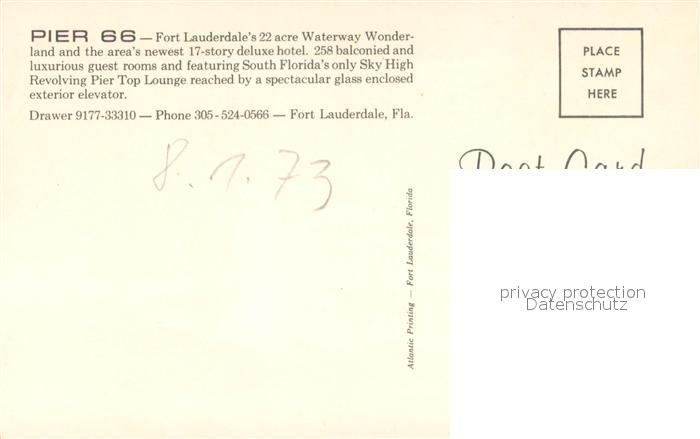 PIER 66 — Fort Lauderdale's 22 acre Waterway Wonder-
land and the area's newest 17-story deluxe hotel. 258 balconied and
luxurious guest rooms and featuring South Florida's only Sky High
Revolving Pier Top Lounge reached by a spectacular glass enclosed
exterior elevator.
Drawer 9177-33310 — Phone 305-524-0566 — Fort Lauderdale, Fla.
PLACE
STAMP
HERE
8.1.73
Post Card
Atlantic Printing — Fort Lauderdale, Florida
privacy protection
Datenschutz